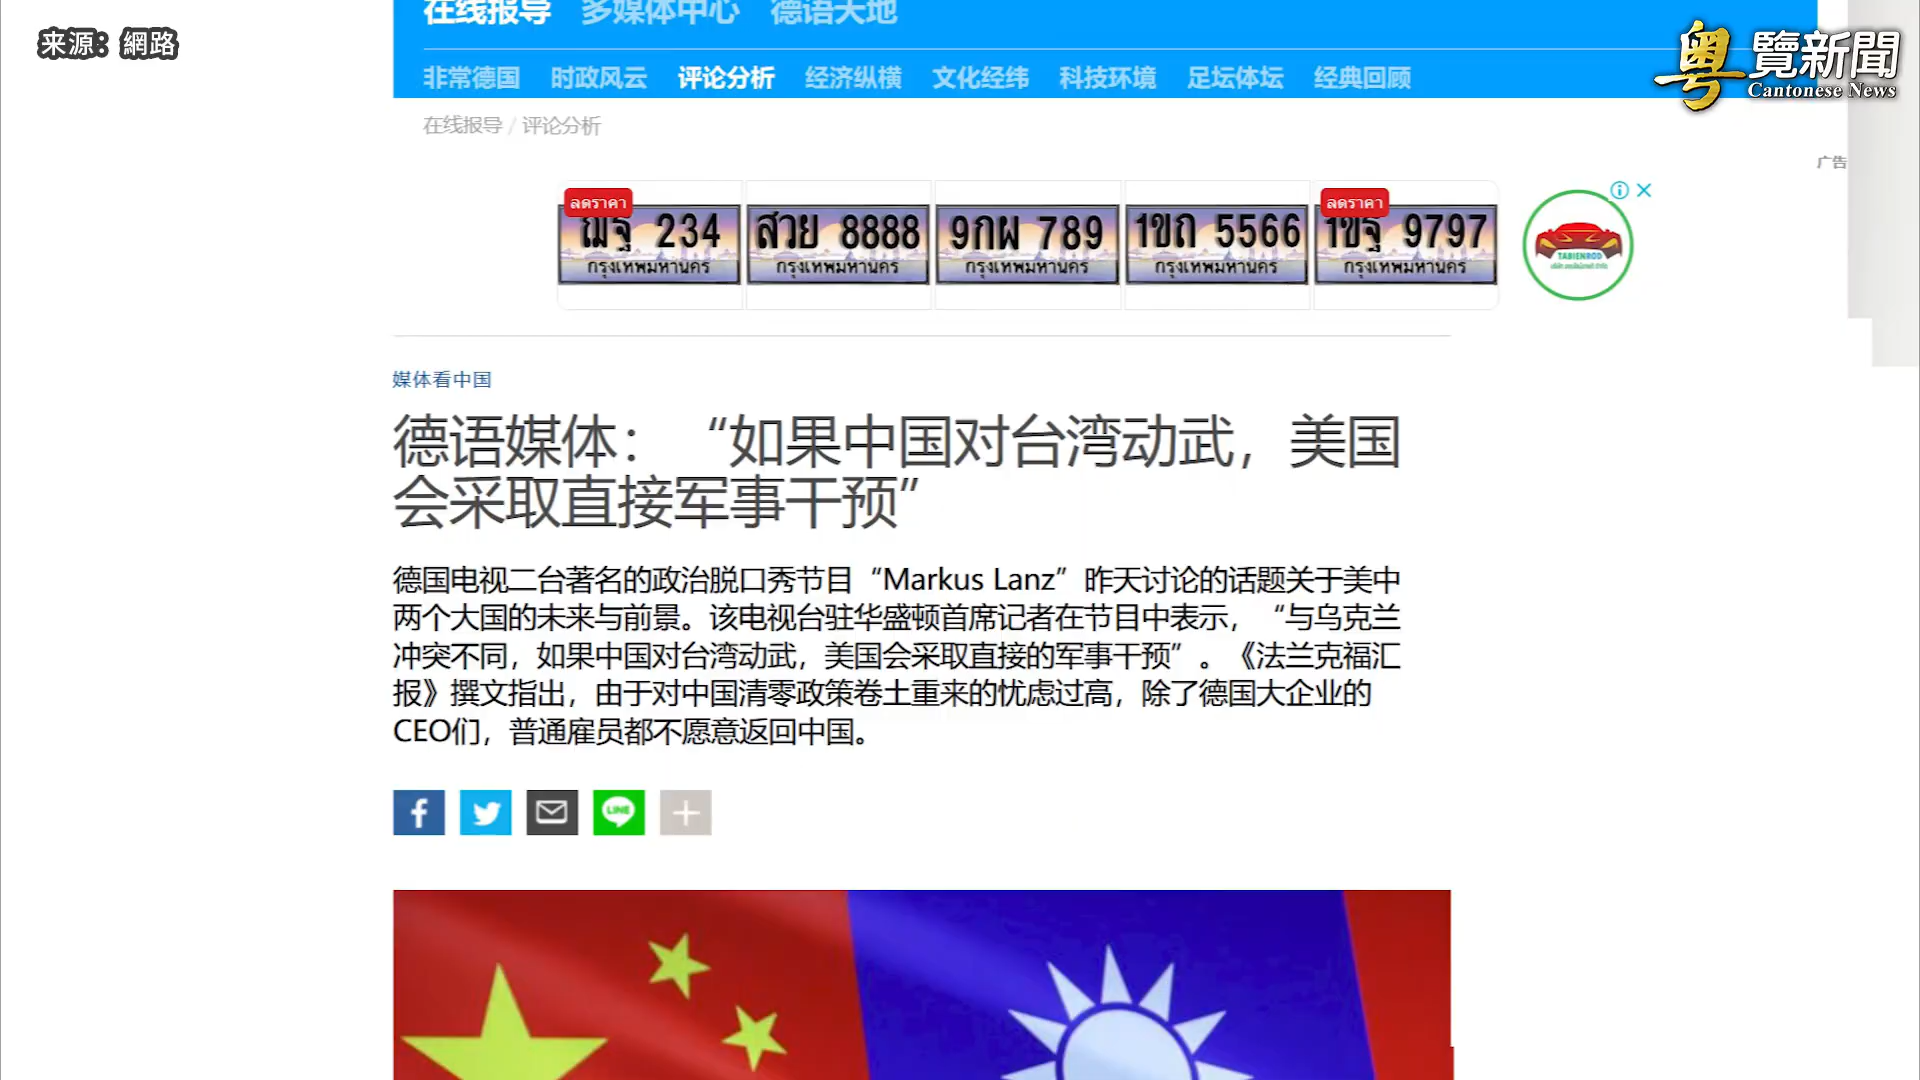 在线报导 多媒体中心 德语天地
来源：網路
粤覽新聞
Cantonese News
非常德国 时政风云 评论分析 经济纵横 文化经纬 科技环境 足坛体坛 经典回顾
在线报导 / 评论分析
广告
ลดราคา
ลดราคา
ฌฐ 234
สวย 8888
9กผ 789
1ขถ 5566
1ขฐ 9797
กรุงเทพมหานคร
กรุงเทพมหานคร
กรุงเทพมหานคร
กรุงเทพมหานคร
กรุงเทพมหานคร
TABIENROD
媒体看中国
德语媒体：“如果中国对台湾动武，美国
会采取直接军事干预”
德国电视二台著名的政治脱口秀节目“Markus Lanz”昨天讨论的话题关于美中
两个大国的未来与前景。该电视台驻华盛顿首席记者在节目中表示，“与乌克兰
冲突不同，如果中国对台湾动武，美国会采取直接的军事干预”。《法兰克福汇
报》撰文指出，由于对中国清零政策卷土重来的忧虑过高，除了德国大企业的
CEO们，普通雇员都不愿意返回中国。
LINE